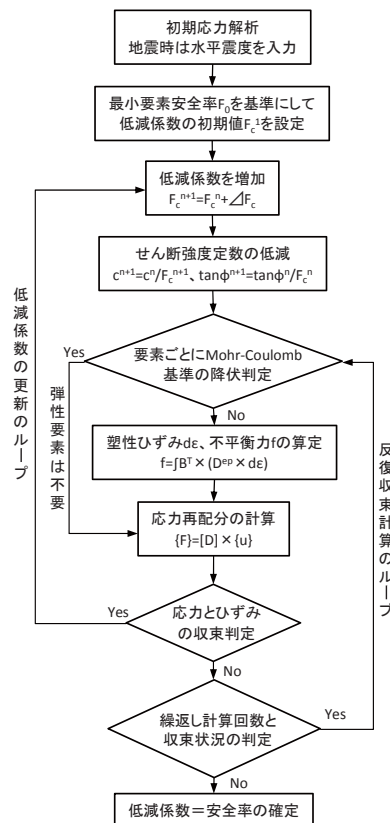 初期応力解析
地震時は水平震度を入力
最小要素安全率F₀を基準にして
低減係数の初期値Fc¹を設定
低減係数を増加
Fcⁿ⁺¹=Fcⁿ+⊿Fc
せん断強度定数の低減
cⁿ⁺¹=cⁿ/Fcⁿ⁺¹、tanϕⁿ⁺¹=tanϕⁿ/Fcⁿ
要素ごとにMohr-Coulomb
基準の降伏判定
Yes
No
弾性要素は不要
塑性ひずみdε、不平衡力fの算定
f=∫Bᵀ×(Dᵉᵖ×dε)
応力再配分の計算
{F}=[D]×{u}
応力とひずみ
の収束判定
Yes
No
低減係数の更新のループ
繰返し計算回数と
収束状況の判定
Yes
No
反復収束計算のループ
低減係数=安全率の確定